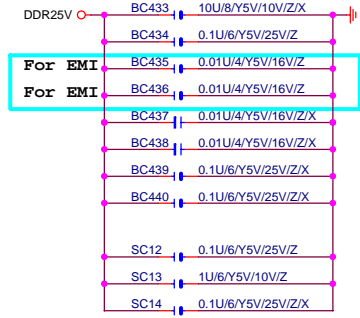 DDR25V BC433 10U/8/Y5V/10V/Z/X
BC434 0.1U/6/Y5V/25V/Z
For EMI BC435 0.01U/4/Y5V/16V/Z
For EMI BC436 0.01U/4/Y5V/16V/Z
BC437 0.01U/4/Y5V/16V/Z/X
BC438 0.01U/4/Y5V/16V/Z/X
BC439 0.1U/6/Y5V/25V/Z/X
BC440 0.1U/6/Y5V/25V/Z/X
SC12 0.1U/6/Y5V/25V/Z
SC13 1U/6/Y5V/10V/Z
SC14 0.1U/6/Y5V/25V/Z/X